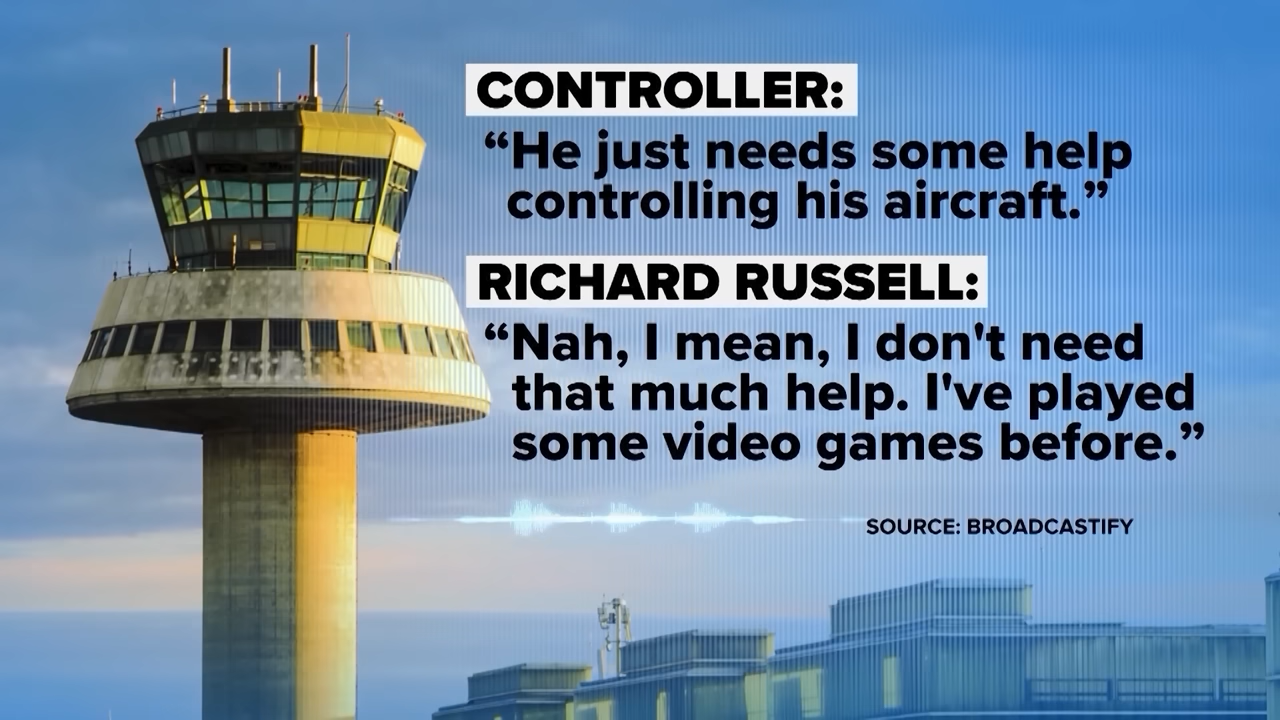 CONTROLLER:
“He just needs some help
controlling his aircraft.”
RICHARD RUSSELL:
“Nah, I mean, I don't need
that much help. I've played
some video games before.”
SOURCE: BROADCASTIFY